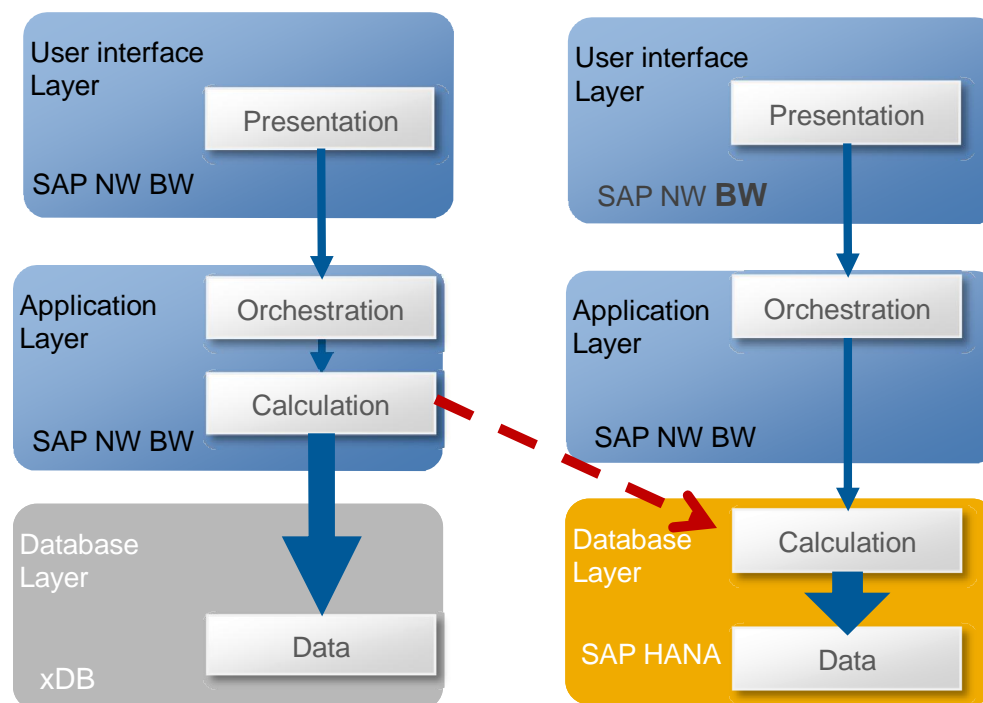 User interface
Layer
Presentation
SAP NW BW
Application
Layer
Orchestration
Calculation
SAP NW BW
Database
Layer
Data
xDB
User interface
Layer
Presentation
SAP NW BW
Application
Layer
Orchestration
SAP NW BW
Database
Layer
Calculation
SAP HANA
Data